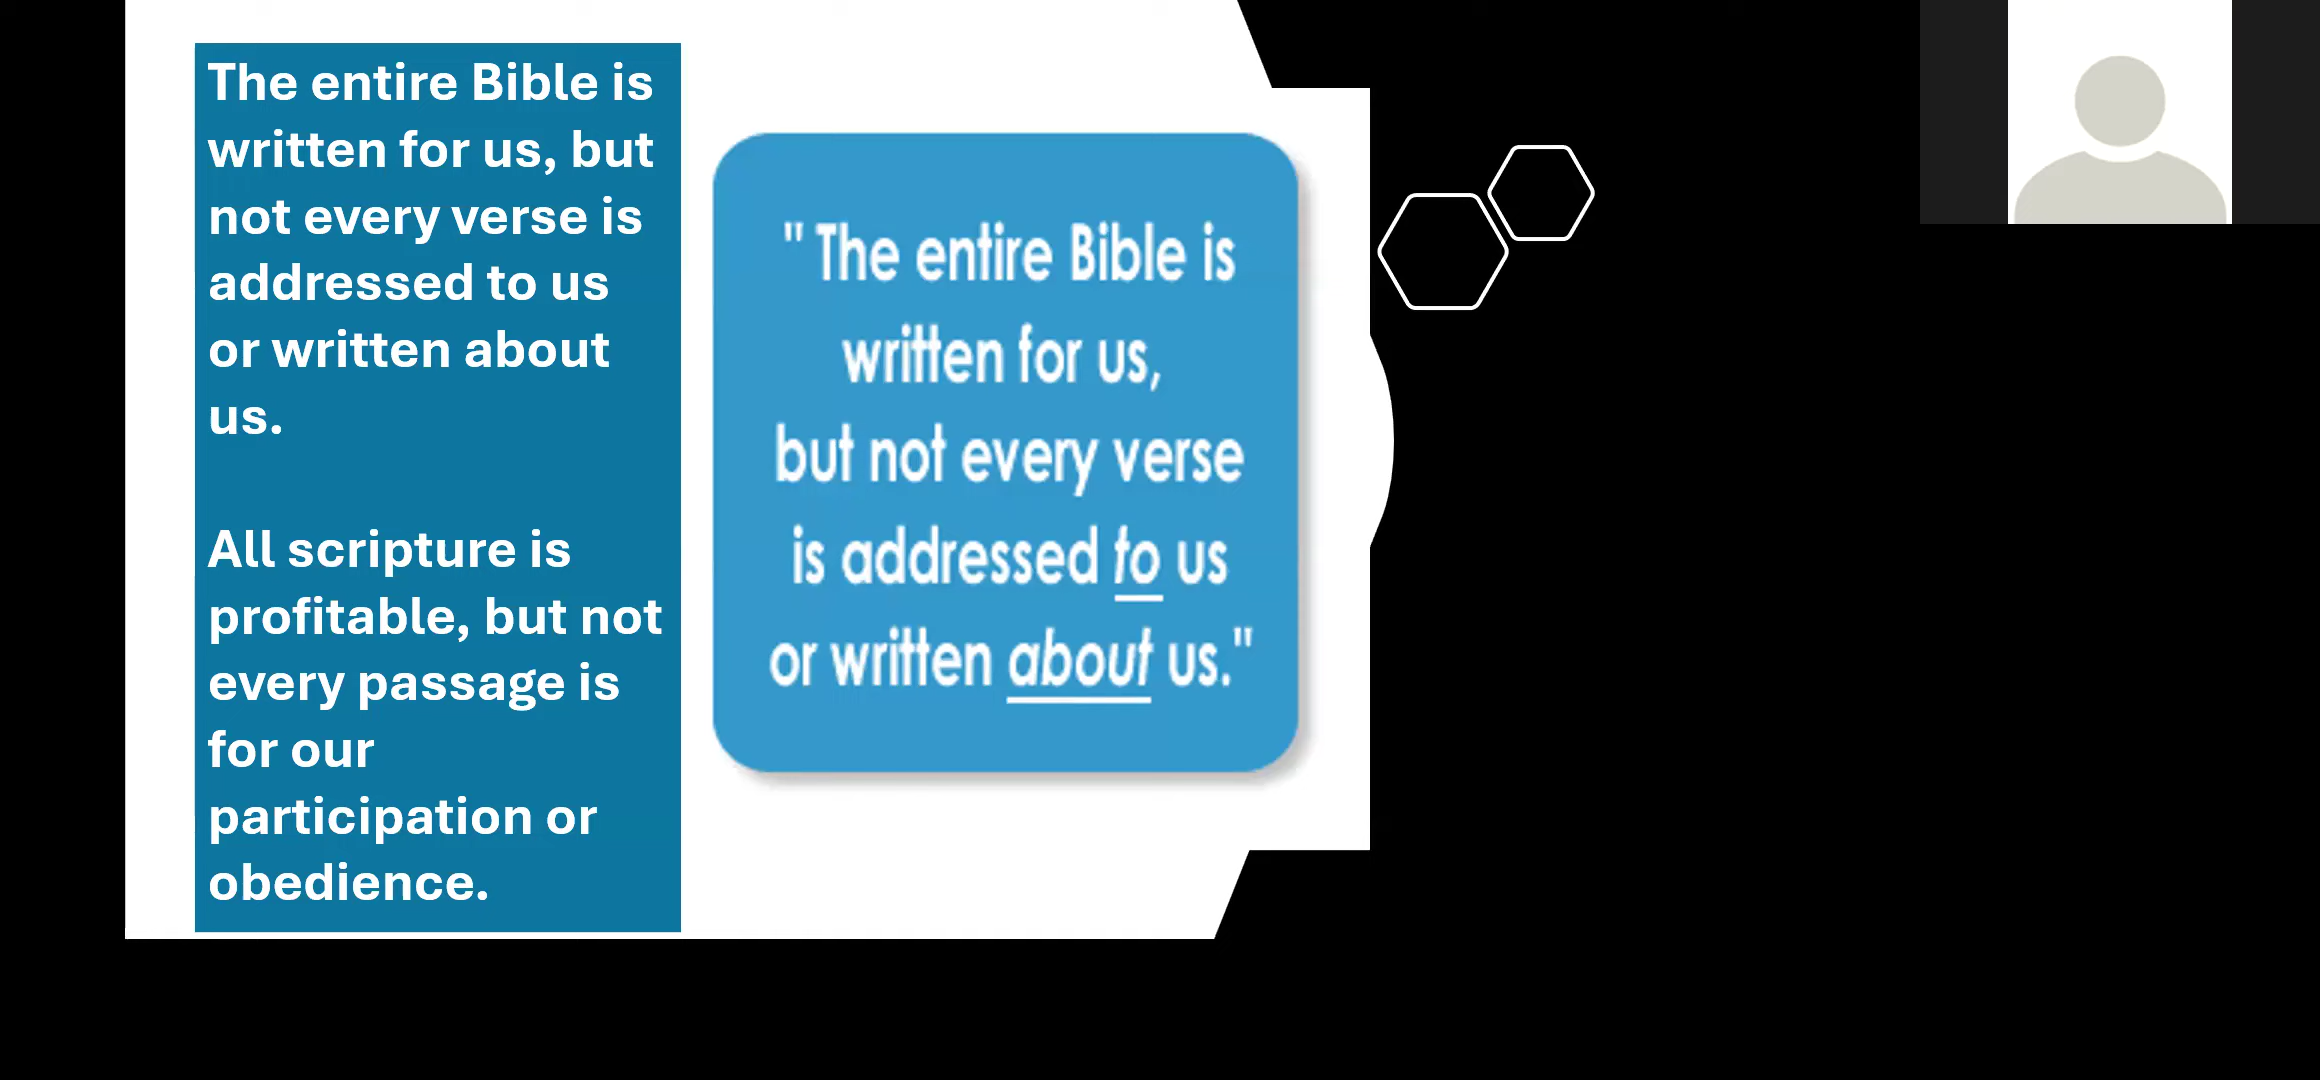 The entire Bible is
written for us, but
not every verse is
addressed to us
or written about
us.
All scripture is
profitable, but not
every passage is
for our
participation or
obedience.
" The entire Bible is
written for us,
but not every verse
is addressed to us
or written about us."